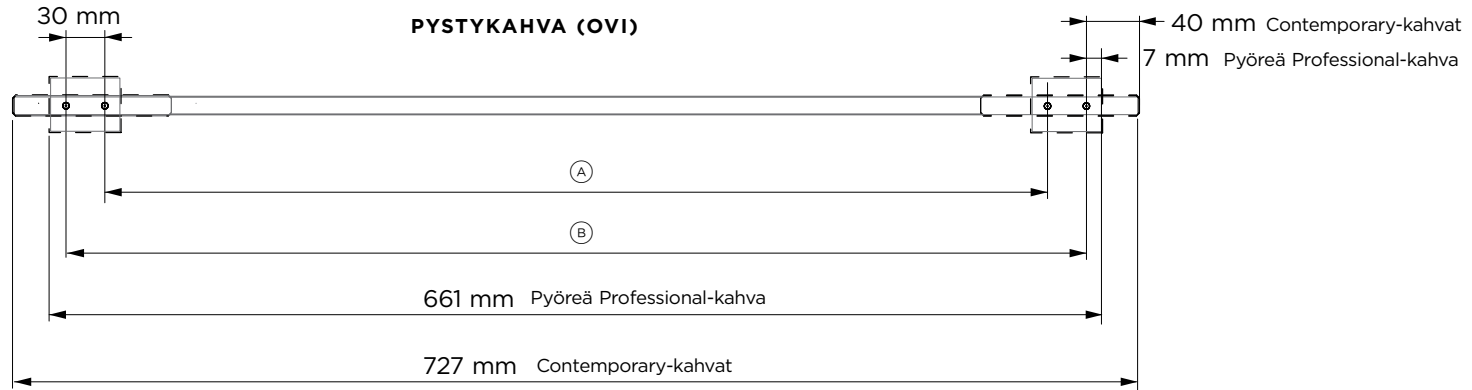 30 mm
PYSTYKAHVA (OVI)
40 mm Contemporary-kahvat
7 mm Pyöreä Professional-kahva
A
B
661 mm Pyöreä Professional-kahva
727 mm Contemporary-kahvat